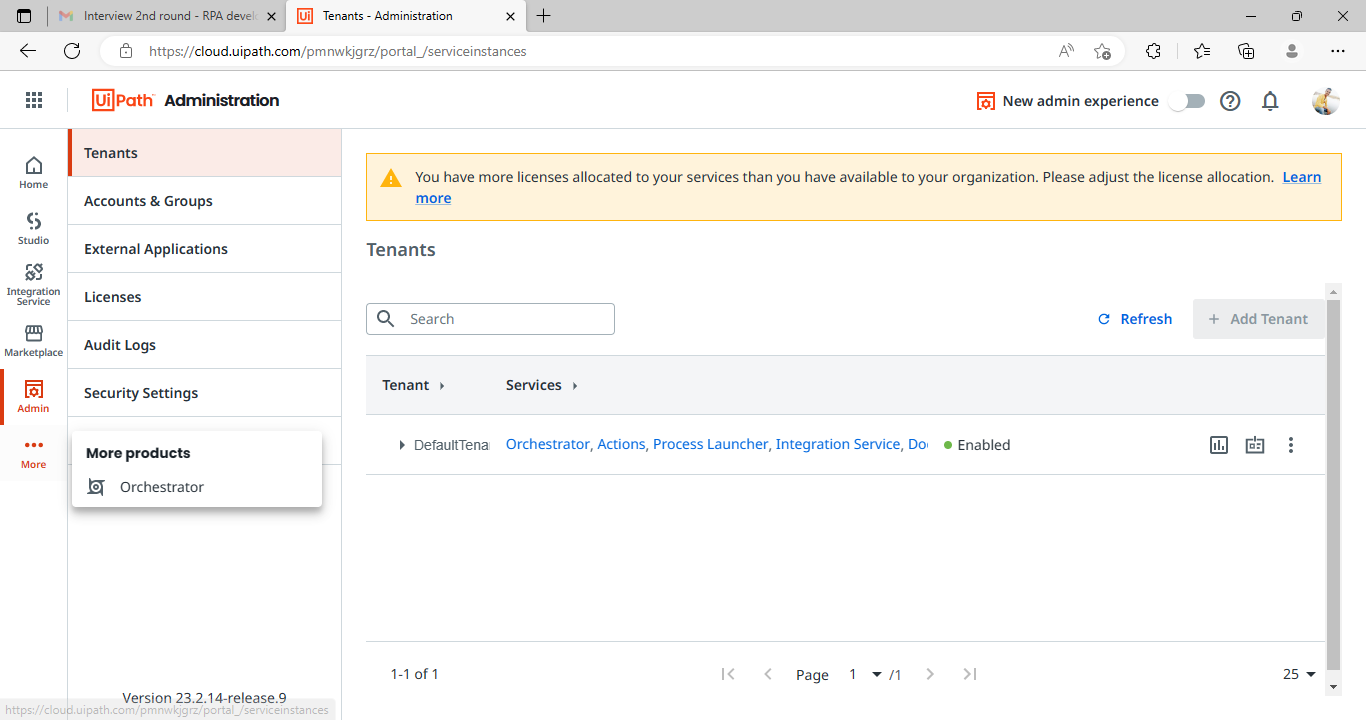 Interview 2nd round - RPA devel
Tenants - Administration
https://cloud.uipath.com/pmnwkjgrz/portal_/serviceinstances
UiPath Administration
New admin experience
Home
Studio
Integration
Service
Marketplace
Admin
More
Tenants
Accounts & Groups
External Applications
Licenses
Audit Logs
Security Settings
More products
Orchestrator
Version 23.2.14-release.9
https://cloud.uipath.com/pmnwkjgrz/portal_/serviceinstances
You have more licenses allocated to your services than you have available to your organization. Please adjust the license allocation. Learn
more
Tenants
Search
Refresh
+ Add Tenant
Tenant Services
DefaultTena Orchestrator, Actions, Process Launcher, Integration Service, Do Enabled
1-1 of 1
Page 1 /1
25